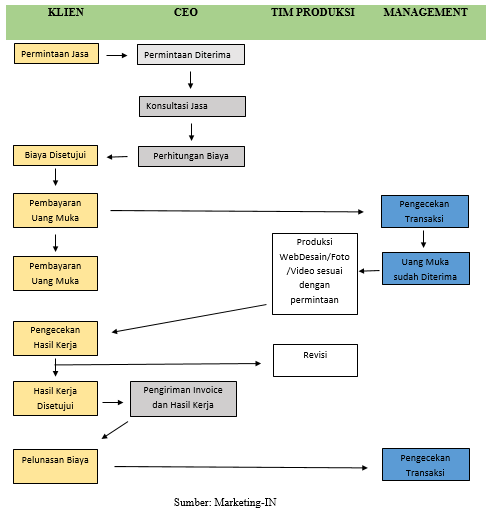 KLIEN CEO TIM PRODUKSI MANAGEMENT
Permintaan Jasa
Permintaan Diterima
Konsultasi Jasa
Biaya Disetujui
Perhitungan Biaya
Pembayaran
Uang Muka
Pengecekan
Transaksi
Pembayaran
Uang Muka
Produksi
WebDesain/Foto
/Video sesuai
dengan
permintaan
Uang Muka
sudah Diterima
Pengecekan
Hasil Kerja
Revisi
Hasil Kerja
Disetujui
Pengiriman Invoice
dan Hasil Kerja
Pelunasan Biaya
Pengecekan
Transaksi
Sumber: Marketing-IN